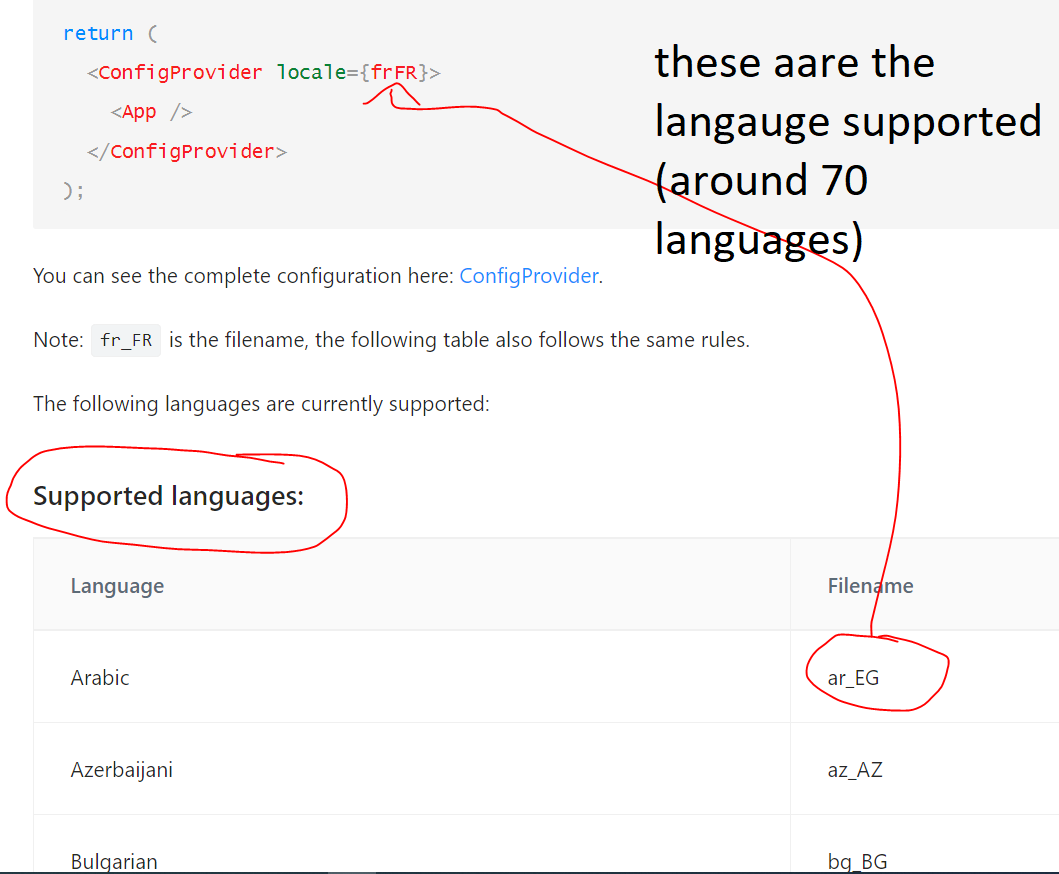 return (
<ConfigProvider locale={frFR}>
<App />
</ConfigProvider>
);
these aare the
langauge supported
(around 70
languages)
You can see the complete configuration here: ConfigProvider.
Note: fr_FR is the filename, the following table also follows the same rules.
The following languages are currently supported:
Supported languages:
Language Filename
Arabic ar_EG
Azerbaijani az_AZ
Bulgarian bg_BG